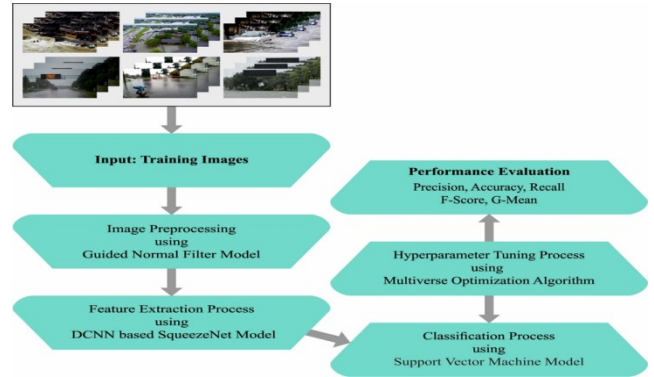 Input: Training Images
Image Preprocessing
using
Guided Normal Filter Model
Feature Extraction Process
using
DCNN based SqueezeNet Model
Performance Evaluation
Precision, Accuracy, Recall
F-Score, G-Mean
Hyperparameter Tuning Process
using
Multiverse Optimization Algorithm
Classification Process
using
Support Vector Machine Model